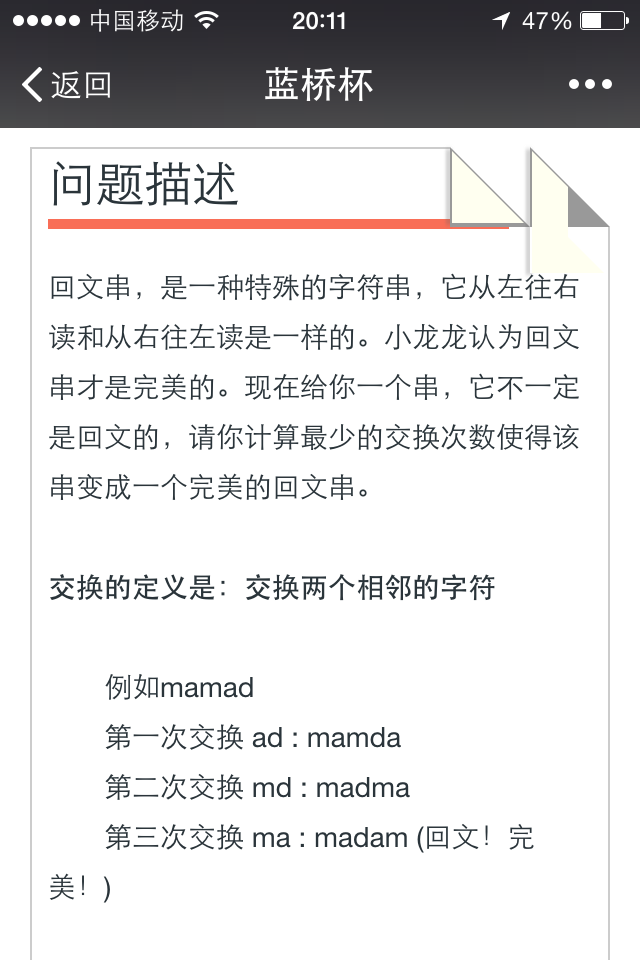 中国移动 20:11 47%
返回 蓝桥杯
问题描述
回文串，是一种特殊的字符串，它从左往右
读和从右往左读是一样的。小龙龙认为回文
串才是完美的。现在给你一个串，它不一定
是回文的，请你计算最少的交换次数使得该
串变成一个完美的回文串。
交换的定义是：交换两个相邻的字符
例如mamad
第一次交换 ad : mamda
第二次交换 md : madma
第三次交换 ma : madam (回文！完
美！)